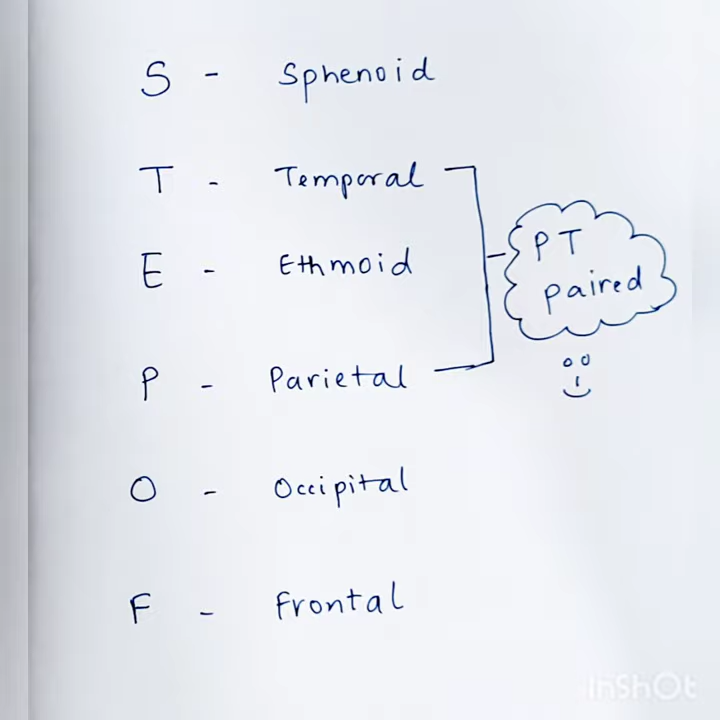 S - Sphenoid
T - Temporal
E - Ethmoid
P - Parietal
O - Occipital
F - Frontal
PT
paired
InShOt